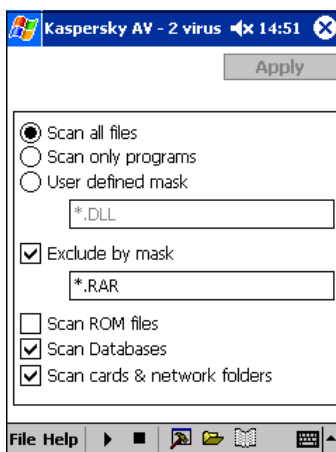 Kaspersky AV - 2 virus 14:51
Apply
Scan all files
Scan only programs
User defined mask
*.DLL
Exclude by mask
*.RAR
Scan ROM files
Scan Databases
Scan cards & network folders
File Help